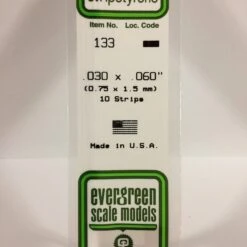 Item No. Loc. Code
133
.030 x .060"
(0.75 x 1.5 mm)
10 Strips
Made in U.S.A.
evergreen
scale models